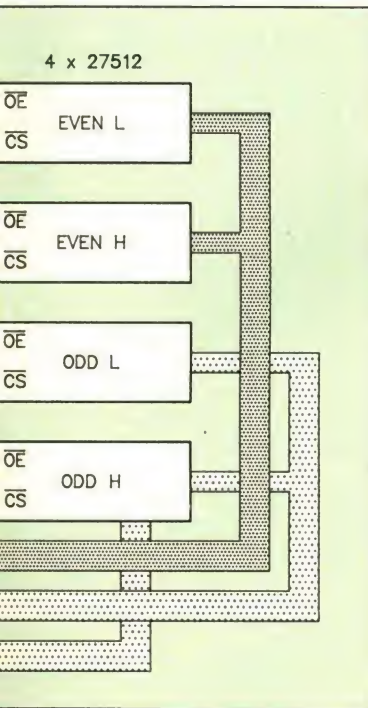 4 x 27512
OE
EVEN L
CS
OE
EVEN H
CS
OE
ODD L
CS
OE
ODD H
CS